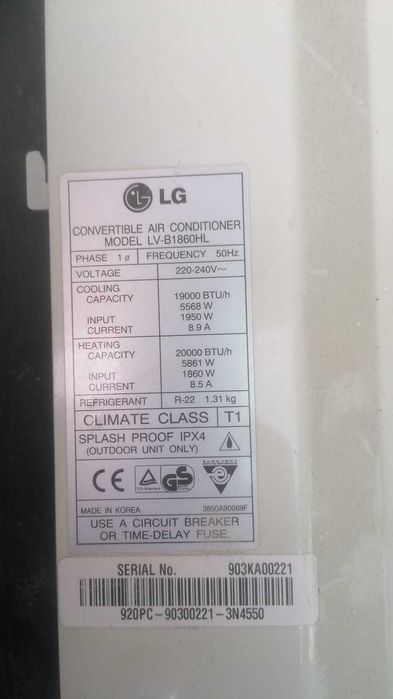 LG
CONVERTIBLE AIR CONDITIONER
MODEL LV-B1860HL
PHASE 1ø FREQUENCY 50Hz
VOLTAGE 220-240V~
COOLING
CAPACITY 19000 BTU/h
5568 W
INPUT 1950 W
CURRENT 8.9 A
HEATING
CAPACITY 20000 BTU/h
5861 W
INPUT 1860 W
CURRENT 8.5 A
REFRIGERANT R-22 1.31 kg
CLIMATE CLASS T1
SPLASH PROOF IPX4
(OUTDOOR UNIT ONLY)
CE GS
MADE IN KOREA 3850A90069F
USE A CIRCUIT BREAKER
OR TIME-DELAY FUSE.
SERIAL No. 903KA00221
920PC-90300221-3N4550